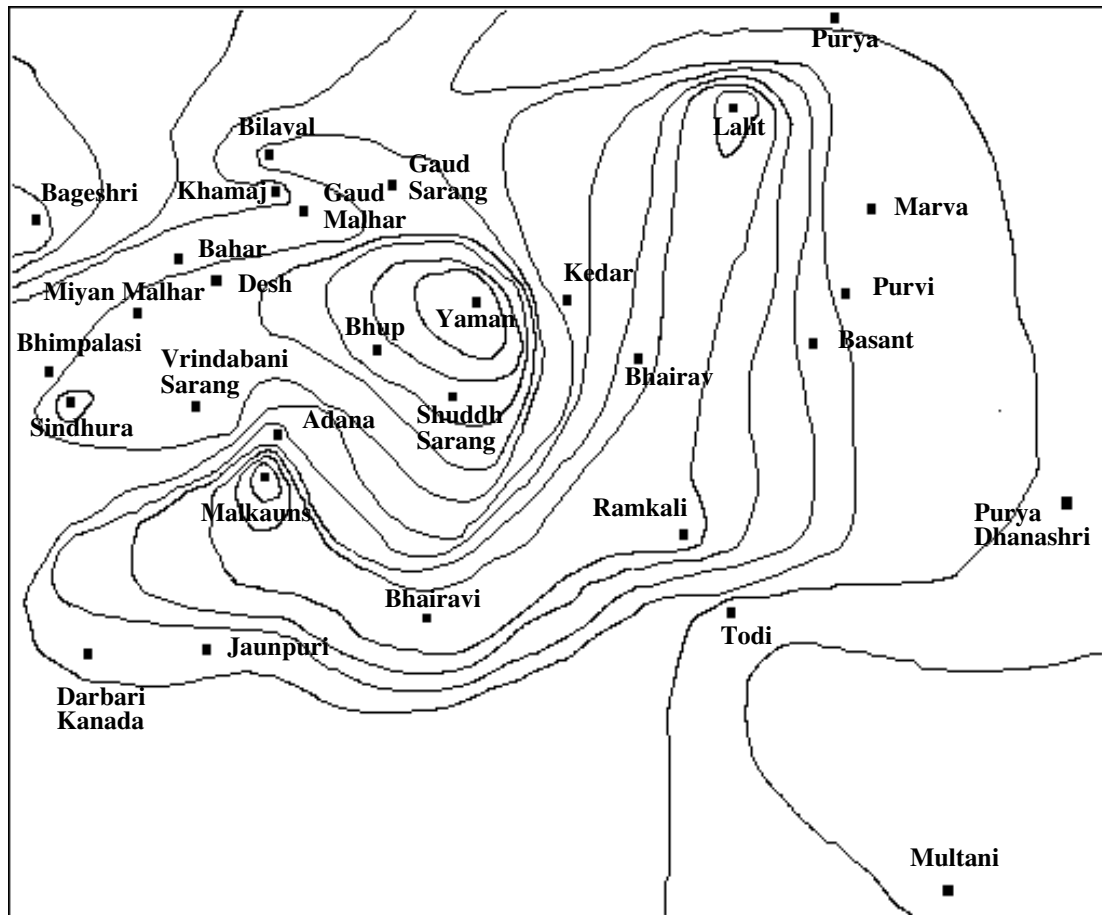 Purya
Lalit
Bilaval
Gaud
Sarang
Khamaj
Gaud
Malhar
Bageshri
Marva
Bahar
Desh
Miyan Malhar
Kedar
Purvi
Yaman
Bhup
Basant
Bhimpalasi
Vrindabani
Sarang
Bhairav
Shuddh
Sarang
Sindhura
Adana
Malkauns
Ramkali
Purya
Dhanashri
Bhairavi
Todi
Jaunpuri
Darbari
Kanada
Multani